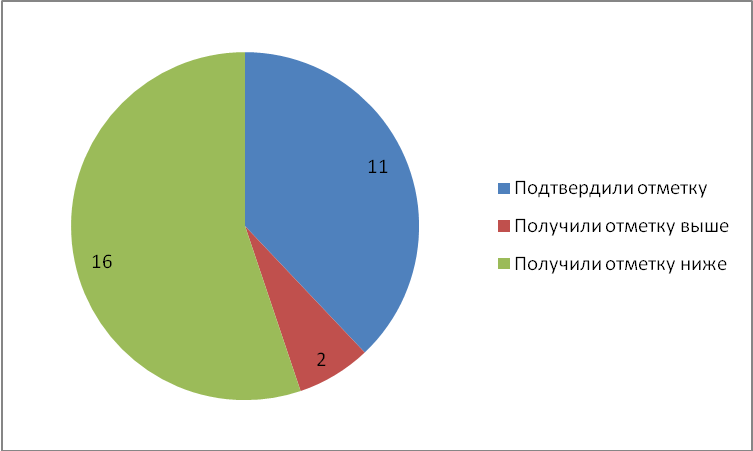 11
Подтвердили отметку
Получили отметку выше
16
Получили отметку ниже
2